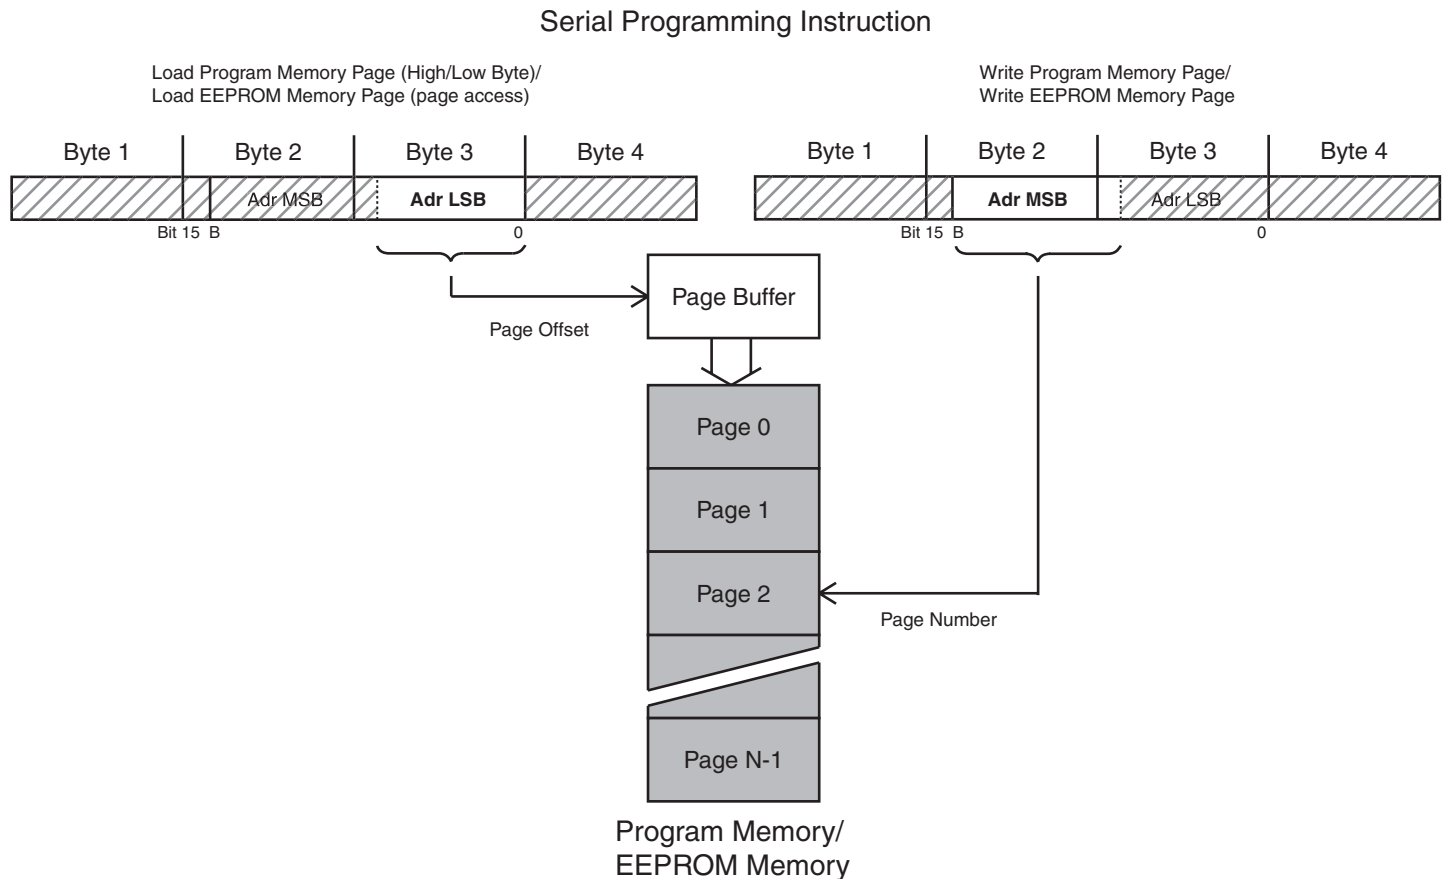 Serial Programming Instruction
Load Program Memory Page (High/Low Byte)/
Load EEPROM Memory Page (page access)
Write Program Memory Page/
Write EEPROM Memory Page
Byte 1 Byte 2 Byte 3 Byte 4
Adr MSB Adr LSB
Bit 15 B 0
Byte 1 Byte 2 Byte 3 Byte 4
Adr MSB Adr LSB
Bit 15 B 0
Page Offset
Page Buffer
Page 0
Page 1
Page 2
Page Number
Page N-1
Program Memory/
EEPROM Memory